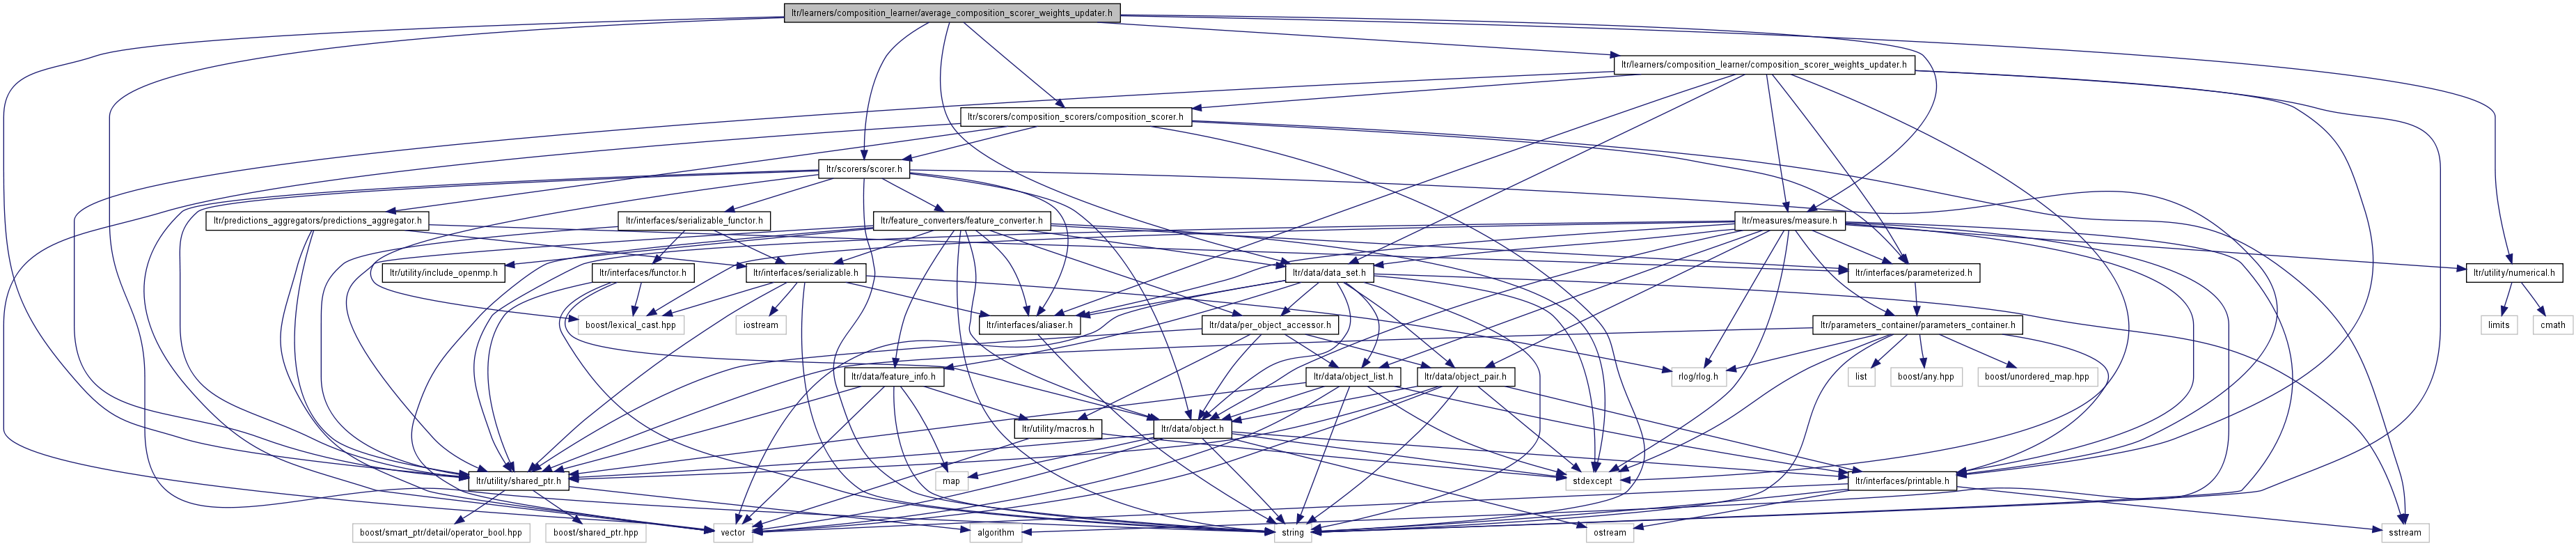 ltr/learners/composition_learner/average_composition_scorer_weights_updater.h
ltr/learners/composition_learner/composition_scorer_weights_updater.h
ltr/scorers/composition_scorers/composition_scorer.h
ltr/scorers/scorer.h
ltr/predictions_aggregators/predictions_aggregator.h
ltr/interfaces/serializable_functor.h
ltr/feature_converters/feature_converter.h
ltr/measures/measure.h
ltr/utility/include_openmp.h
ltr/interfaces/functor.h
ltr/interfaces/serializable.h
ltr/data/data_set.h
ltr/interfaces/parameterized.h
ltr/utility/numerical.h
boost/lexical_cast.hpp
iostream
ltr/interfaces/aliaser.h
ltr/data/per_object_accessor.h
ltr/parameters_container/parameters_container.h
limits
cmath
ltr/data/feature_info.h
ltr/data/object_list.h
ltr/data/object_pair.h
rlog/rlog.h
list
boost/any.hpp
boost/unordered_map.hpp
ltr/utility/macros.h
ltr/data/object.h
ltr/utility/shared_ptr.h
map
stdexcept
ltr/interfaces/printable.h
boost/smart_ptr/detail/operator_bool.hpp
boost/shared_ptr.hpp
vector
algorithm
string
ostream
sstream